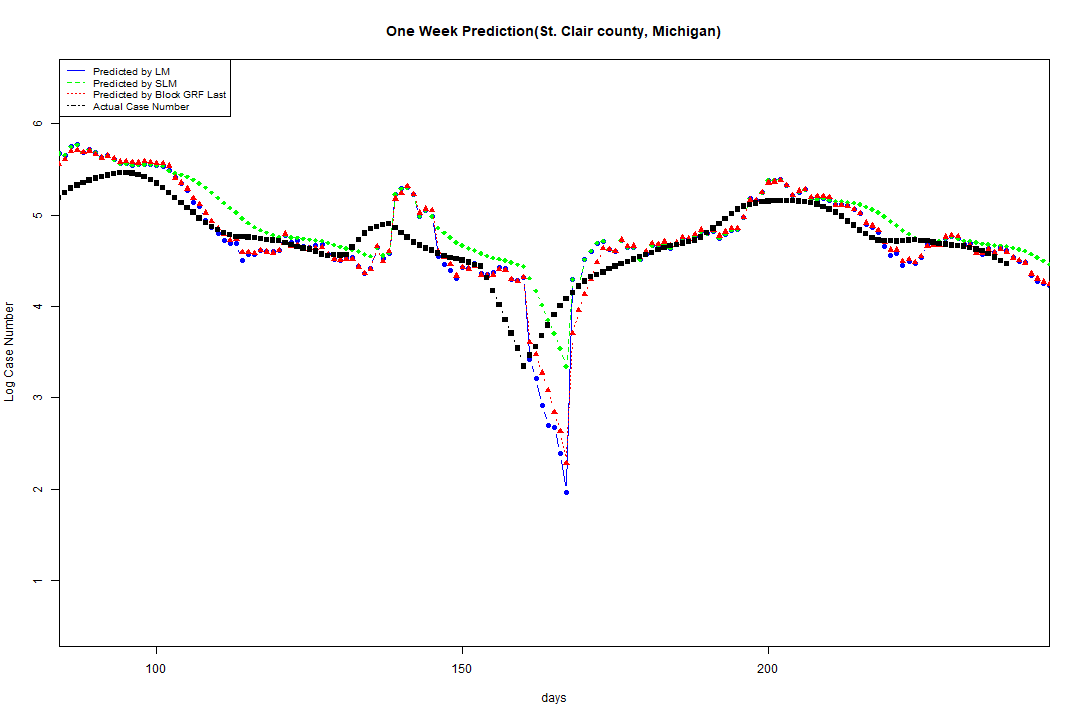 One Week Prediction(St. Clair county, Michigan)
Predicted by LM
Predicted by SLM
Predicted by Block GRF Last
Actual Case Number
6
5
4
3
2
1
Log Case Number
100 150 200
days